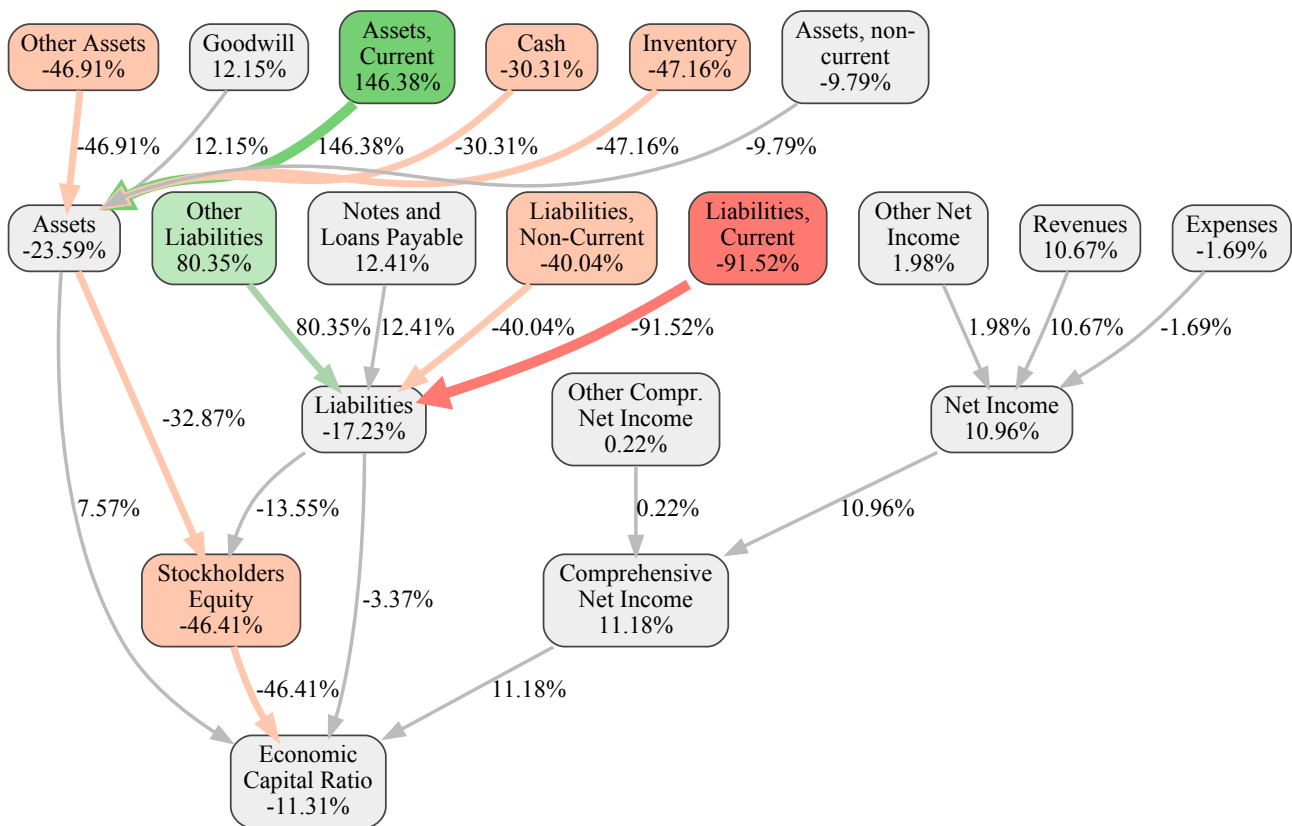 Other Assets
-46.91%
Goodwill
12.15%
Assets,
Current
146.38%
Cash
-30.31%
Inventory
-47.16%
Assets, non-
current
-9.79%
-46.91%
12.15%
146.38%
-30.31%
-47.16%
-9.79%
Assets
-23.59%
Other
Liabilities
80.35%
Notes and
Loans Payable
12.41%
Liabilities,
Non-Current
-40.04%
Liabilities,
Current
-91.52%
Other Net
Income
1.98%
Revenues
10.67%
Expenses
-1.69%
80.35%
12.41%
-40.04%
-91.52%
1.98%
10.67%
-1.69%
Liabilities
-17.23%
Other Compr.
Net Income
0.22%
Net Income
10.96%
-32.87%
7.57%
-13.55%
0.22%
10.96%
Stockholders
Equity
-46.41%
-3.37%
Comprehensive
Net Income
11.18%
-46.41%
11.18%
Economic
Capital Ratio
-11.31%